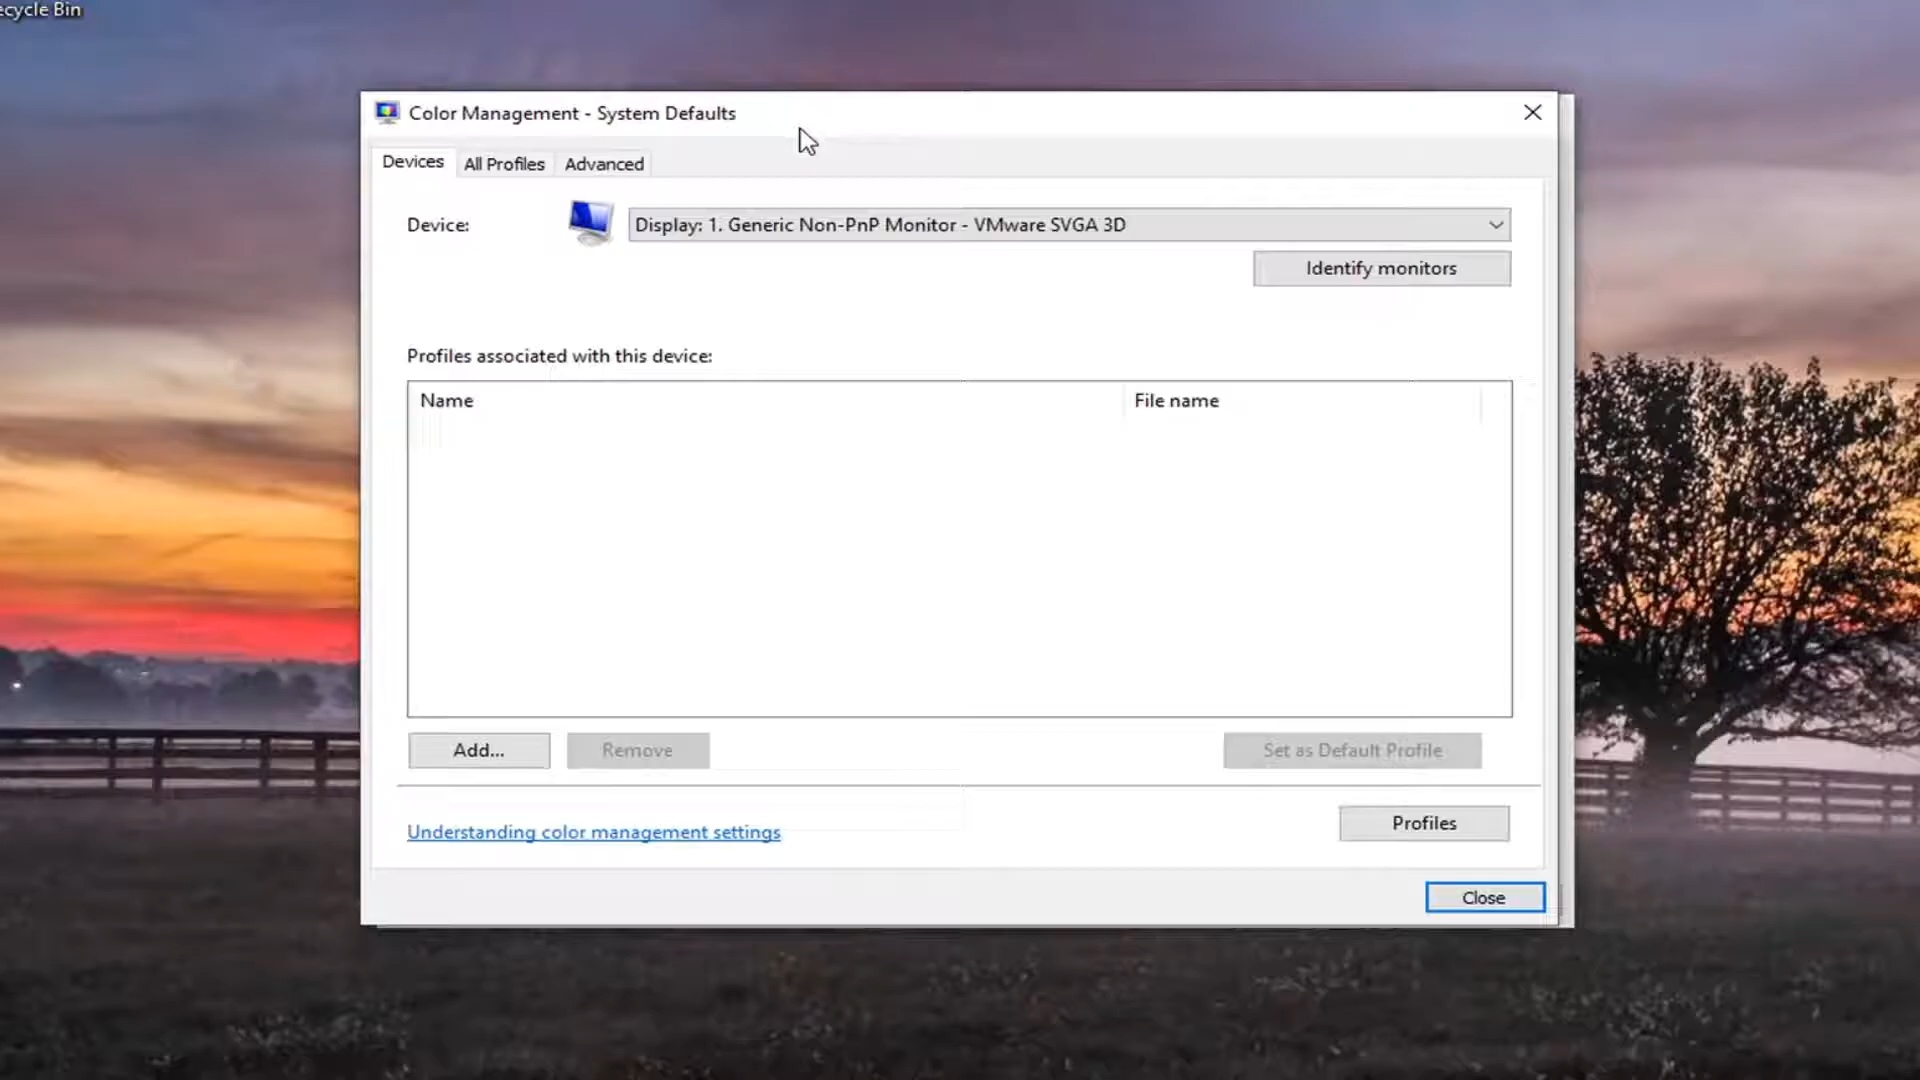 ecycle Bin
Color Management - System Defaults
Devices
All Profiles
Advanced
Device:
Display: 1. Generic Non-PnP Monitor - VMware SVGA 3D
Identify monitors
Profiles associated with this device:
Name
File name
Add...
Remove
Set as Default Profile
Understanding color management settings
Profiles
Close